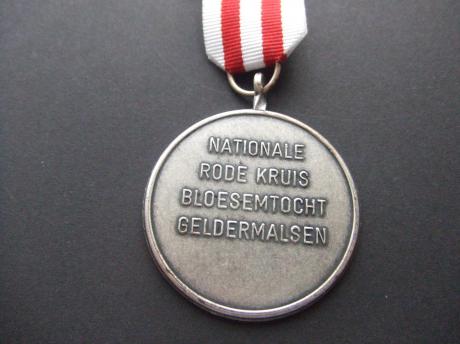 NATIONALE
RODE KRUIS
BLOESEMTOCHT
GELDERMALSEN